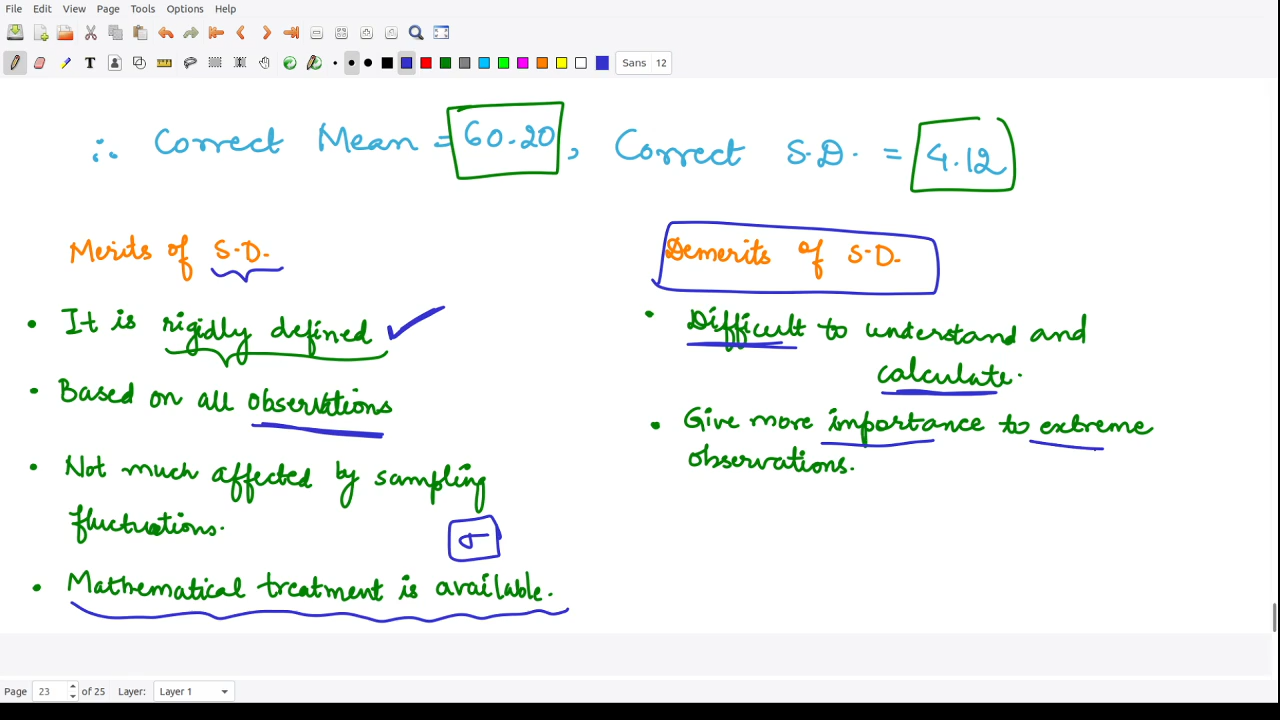 File Edit View Page Tools Options Help
T
Sans 12
∴ Correct Mean = 60.20, Correct S.D. = 4.12
Merits of S.D.
• It is rigidly defined ✓
• Based on all observations
• Not much affected by sampling
fluctuations.
σ
• Mathematical treatment is available.
Demerits of S.D.
• Difficult to understand and
calculate.
• Give more importance to extreme
observations.
Page 23 of 25 Layer: Layer 1